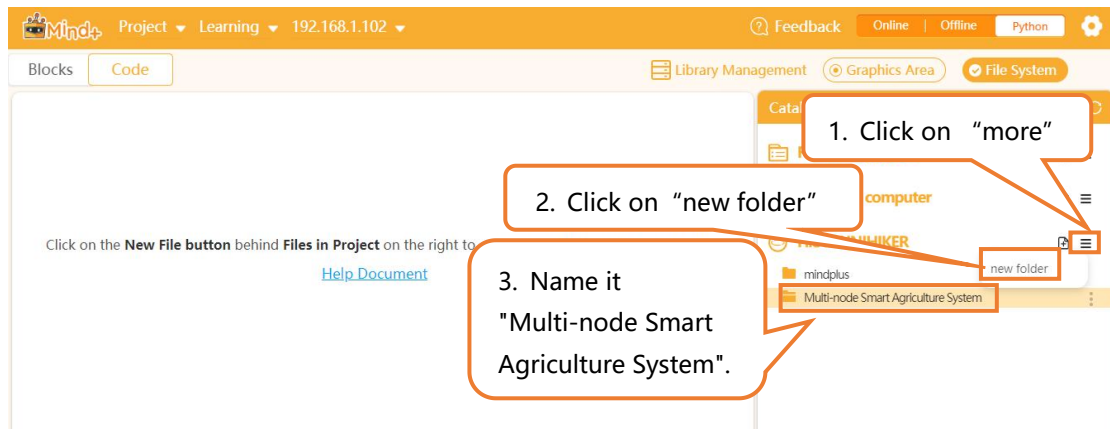 Mind+ Project Learning 192.168.1.102 Feedback Online | Offline Python
Blocks Code Library Management Graphics Area File System
1. Click on “more”
computer
2. Click on “new folder”
Click on the New File button behind Files in Project on the right to
Help Document
new folder
mindplus
Multi-node Smart Agriculture System
3. Name it
"Multi-node Smart
Agriculture System".